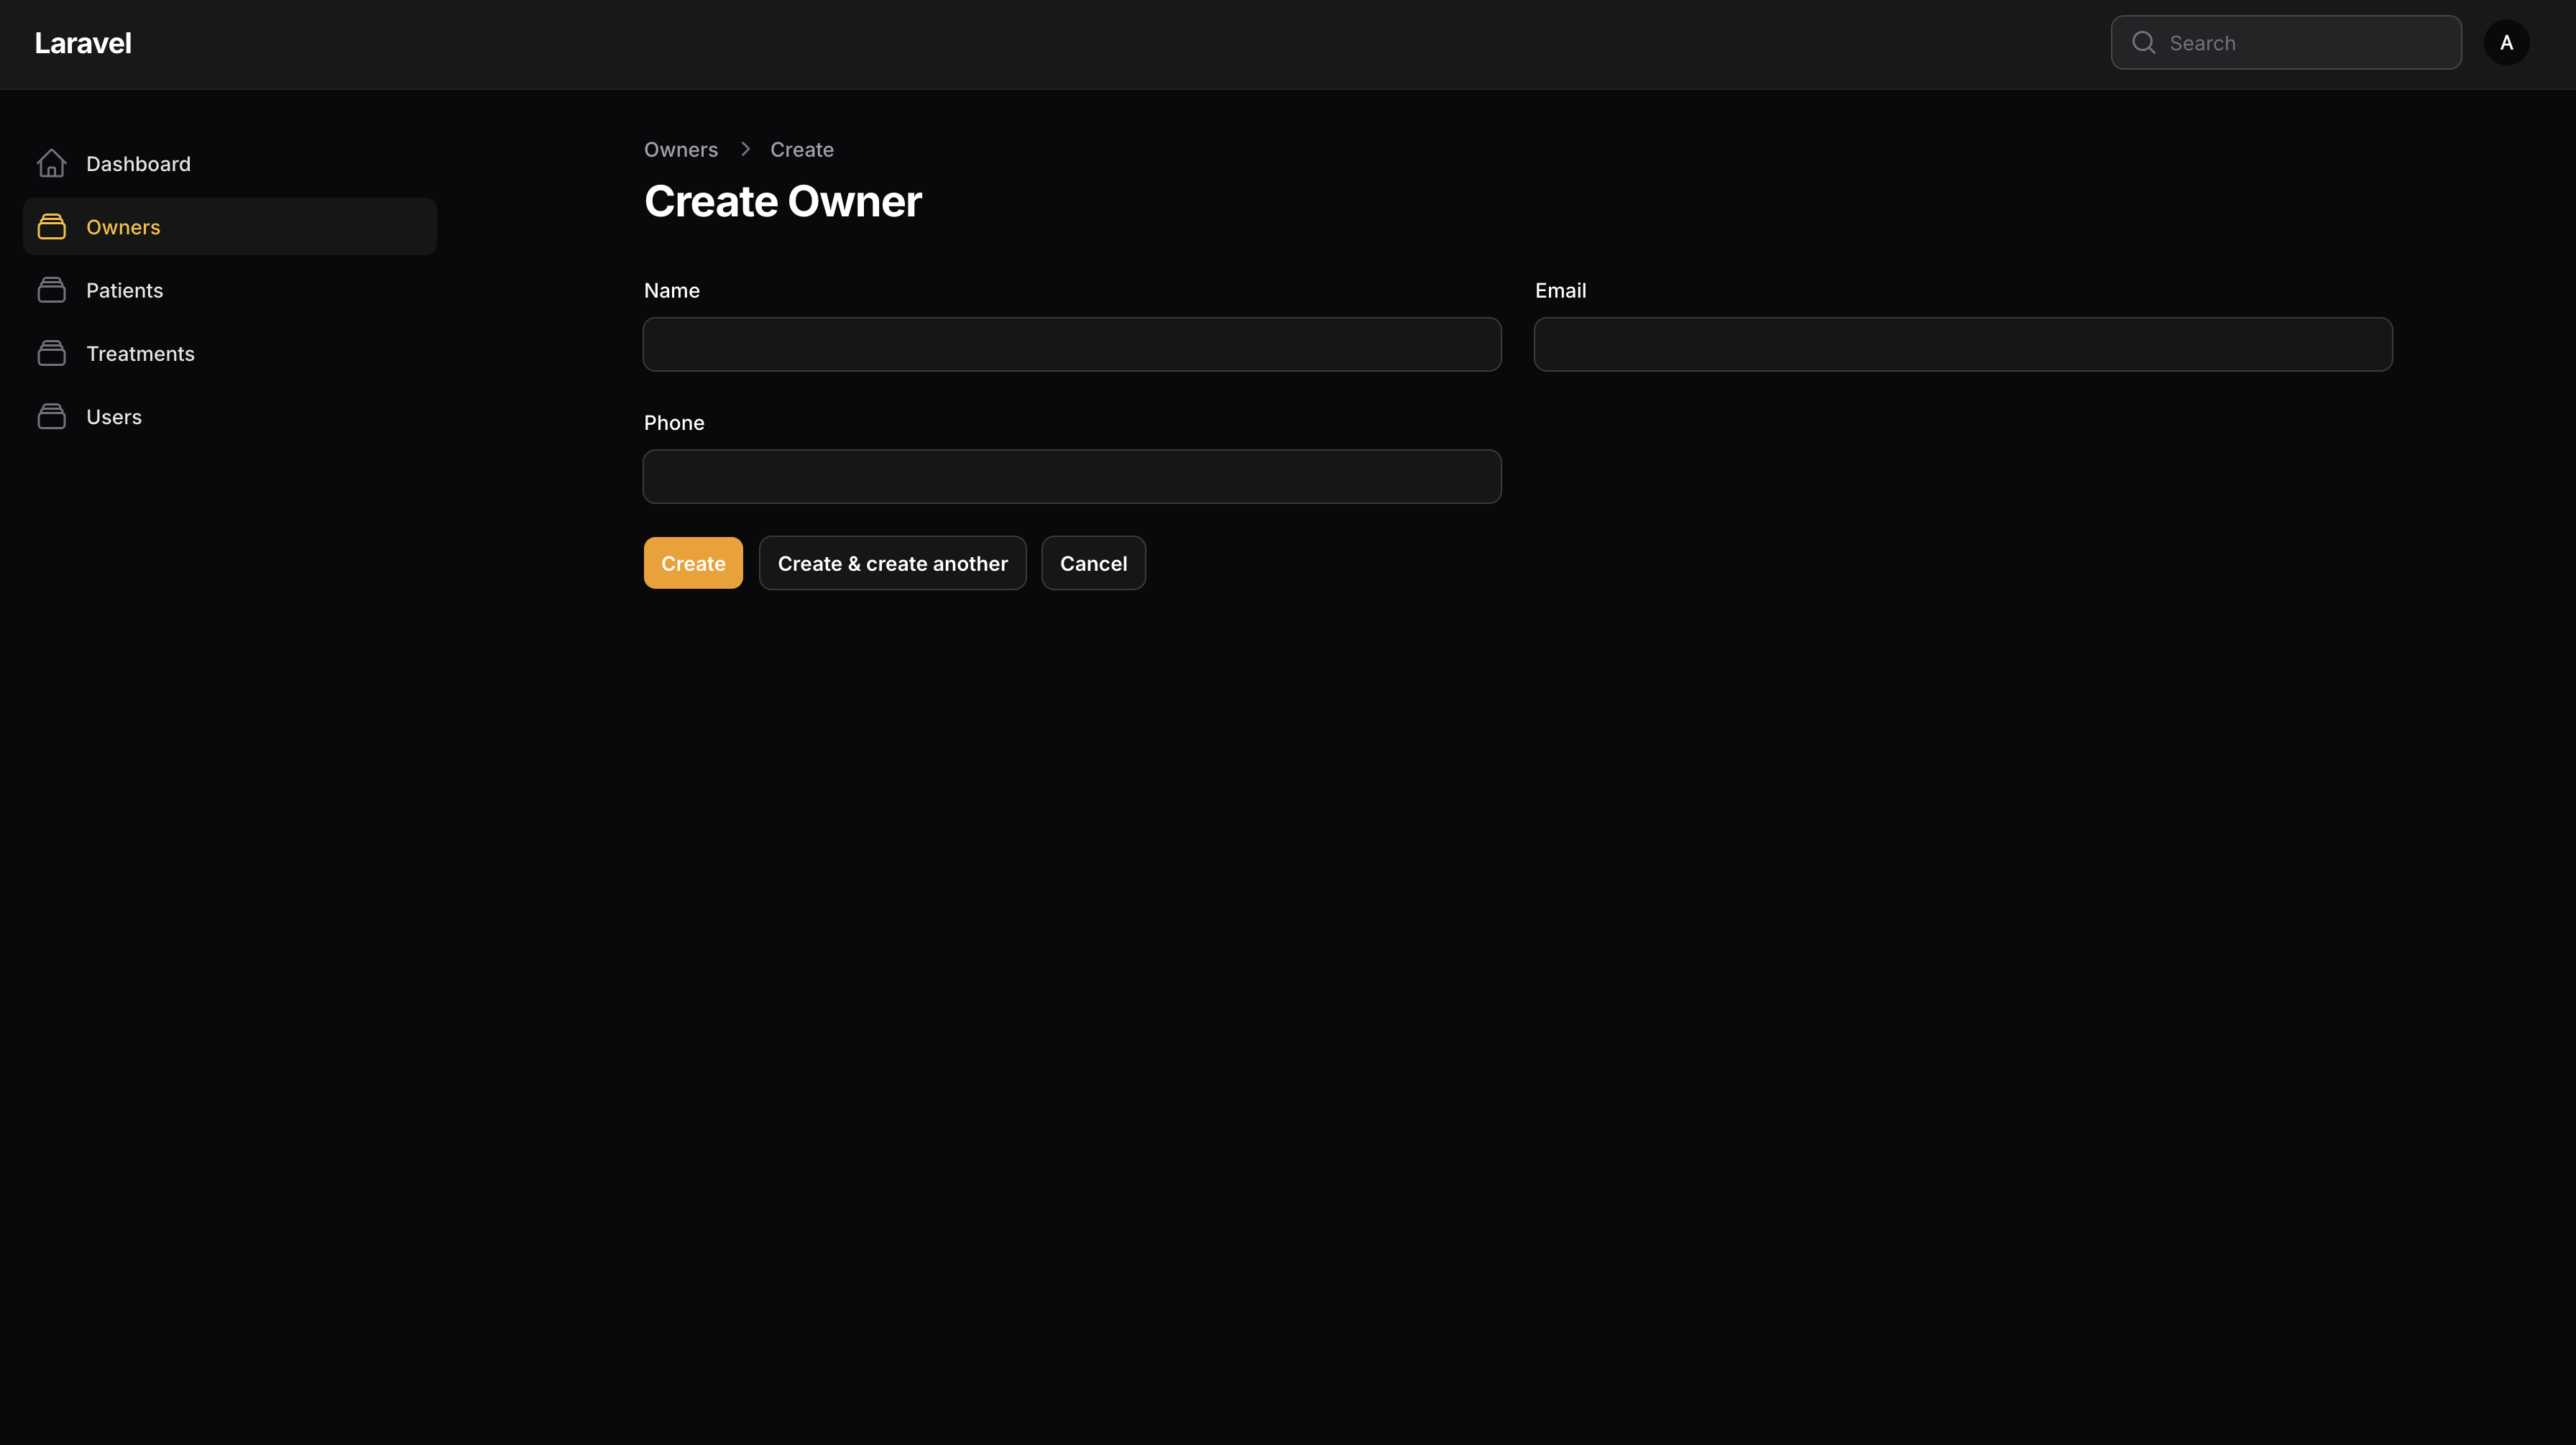 Laravel
Search
A
Dashboard
Owners
Patients
Treatments
Users
Owners > Create
Create Owner
Name
Email
Phone
Create
Create & create another
Cancel